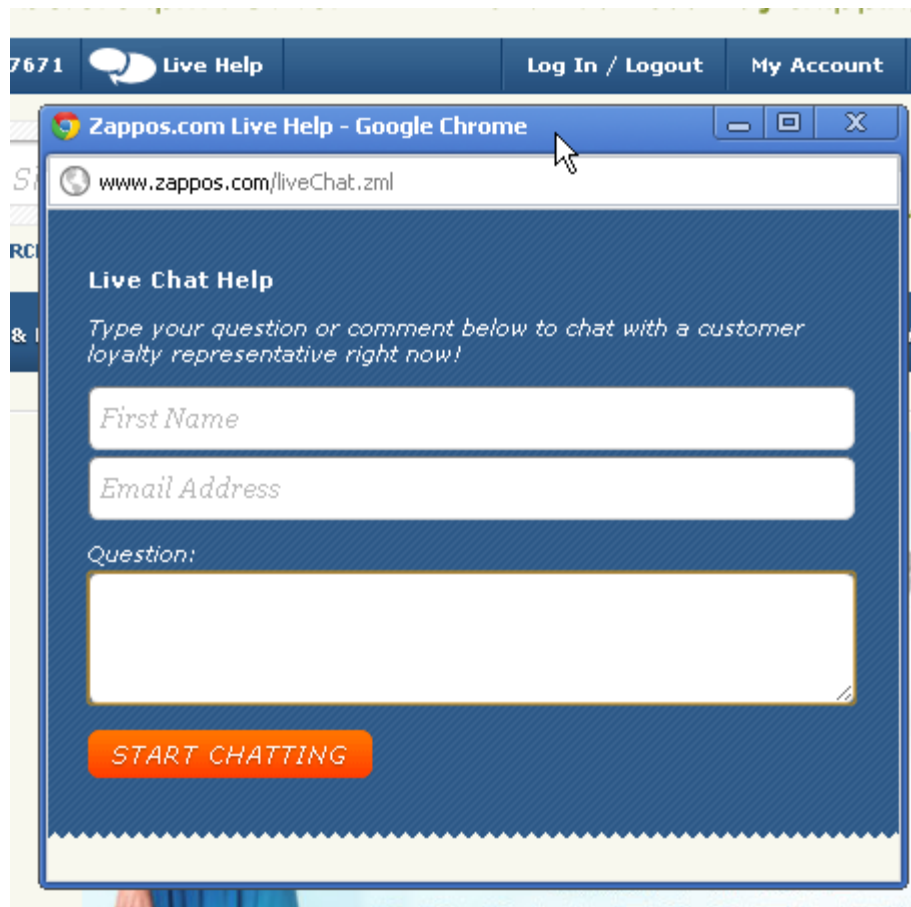 7671 Live Help Log In / Logout My Account
Zappos.com Live Help - Google Chrome
www.zappos.com/liveChat.zml
Live Chat Help
Type your question or comment below to chat with a customer
loyalty representative right now!
First Name
Email Address
Question:
START CHATTING